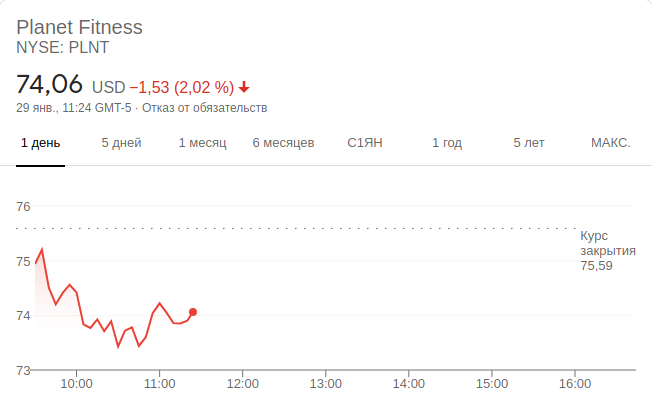 Planet Fitness
NYSE: PLNT
74,06 USD −1,53 (2,02 %)
29 янв., 11:24 GMT-5 · Отказ от обязательств
1 день 5 дней 1 месяц 6 месяцев С1ЯН 1 год 5 лет МАКС.
76
Курс
закрытия
75,59
75
74
73
10:00 11:00 12:00 13:00 14:00 15:00 16:00